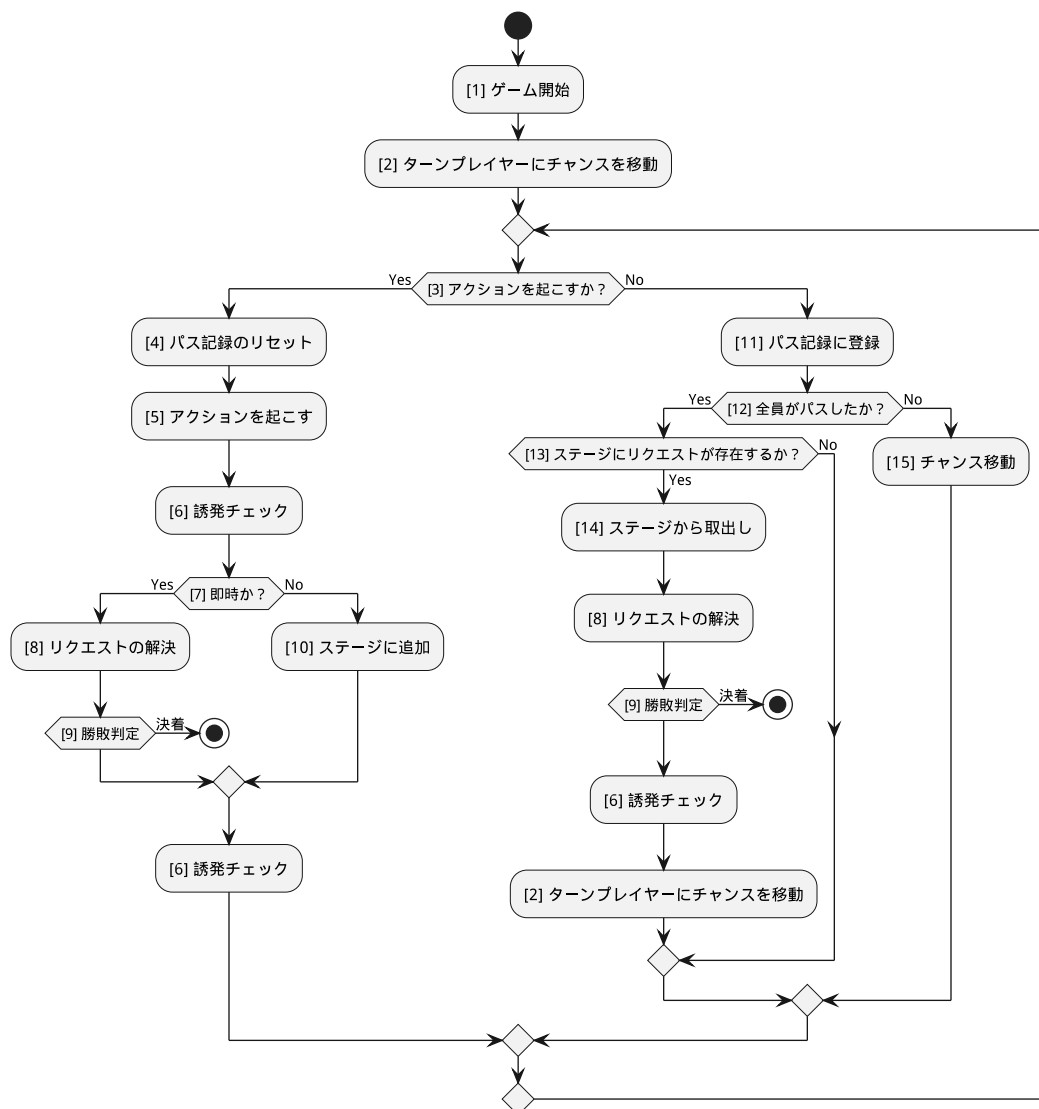 [1] ゲーム開始
[2] ターンプレイヤーにチャンスを移動
Yes
[3] アクションを起こすか？
No
[4] パス記録のリセット
[5] アクションを起こす
[6] 誘発チェック
Yes
[7] 即時か？
No
[8] リクエストの解決
[10] ステージに追加
[9] 勝敗判定
決着
[6] 誘発チェック
[11] パス記録に登録
Yes
[12] 全員がパスしたか？
No
[13] ステージにリクエストが存在するか？
No
[15] チャンス移動
Yes
[14] ステージから取出し
[8] リクエストの解決
[9] 勝敗判定
決着
[6] 誘発チェック
[2] ターンプレイヤーにチャンスを移動